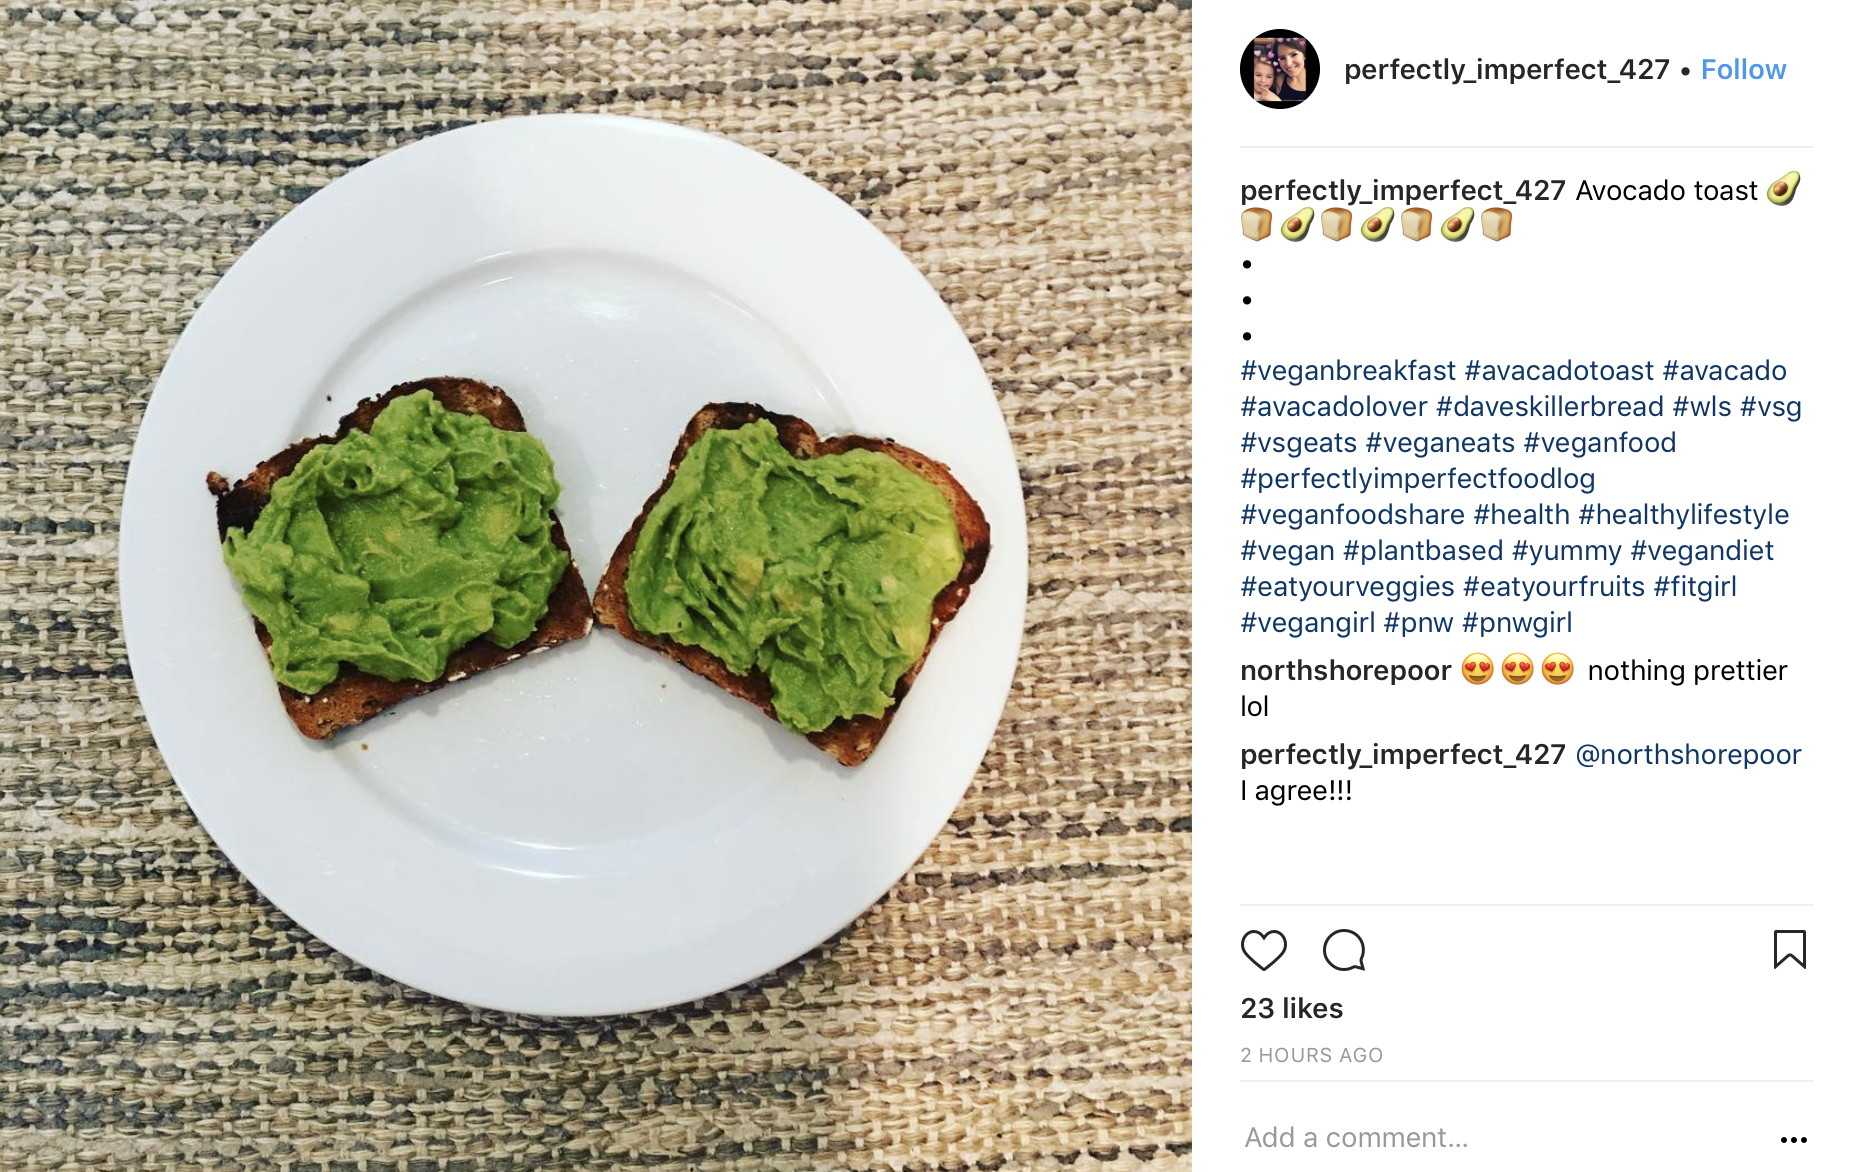 perfectly_imperfect_427 • Follow
perfectly_imperfect_427 Avocado toast 🥑
🍞🥑🍞🥑🍞🥑🍞
•
•
•
#veganbreakfast #avacadotoast #avacado
#avacadolover #daveskillerbread #wls #vsg
#vsgeats #veganeats #veganfood
#perfectlyimperfectfoodlog
#veganfoodshare #health #healthylifestyle
#vegan #plantbased #yummy #vegandiet
#eatyourveggies #eatyourfruits #fitgirl
#vegangirl #pnw #pnwgirl
northshorepoor 😍😍😍 nothing prettier
lol
perfectly_imperfect_427 @northshorepoor
I agree!!!
23 likes
2 HOURS AGO
Add a comment...